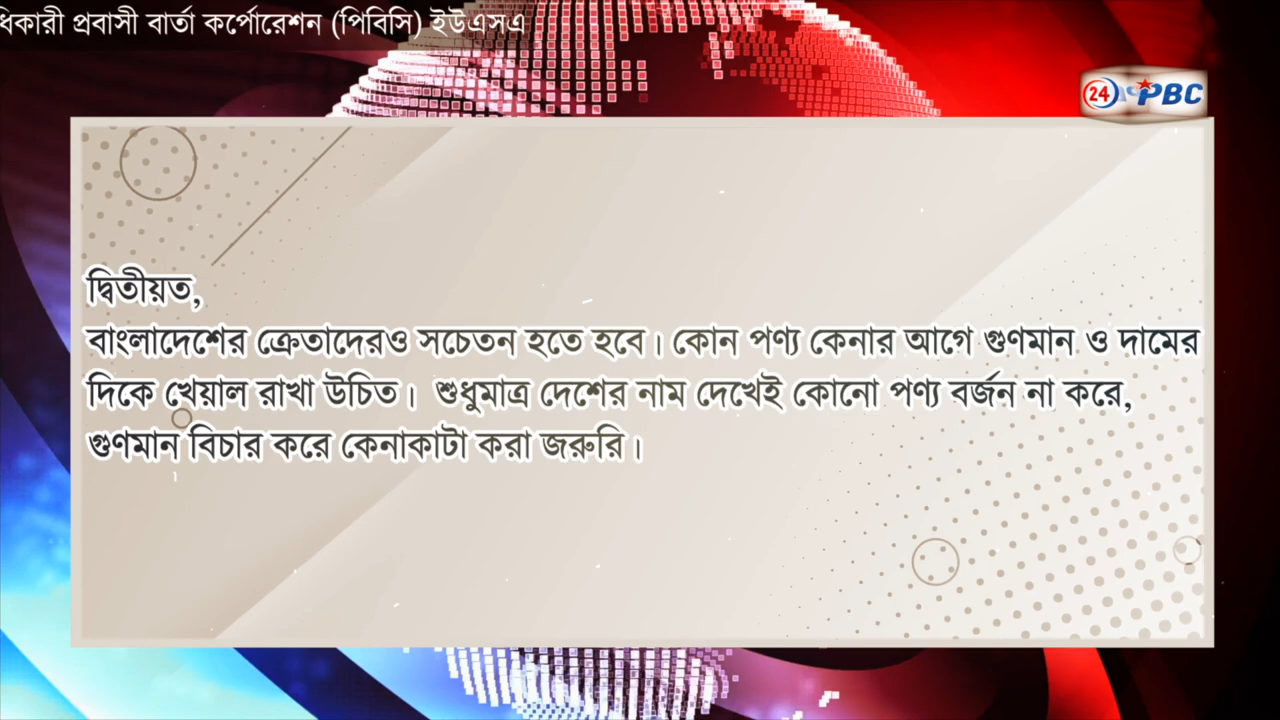 ধিকারী প্রবাসী বার্তা কর্পোরেশন (পিবিসি) ইউএসএ
24 PBC
দ্বিতীয়ত,
বাংলাদেশের ক্রেতাদেরও সচেতন হতে হবে। কোন পণ্য কেনার আগে গুণমান ও দামের
দিকে খেয়াল রাখা উচিত। শুধুমাত্র দেশের নাম দেখেই কোনো পণ্য বর্জন না করে,
গুণমান বিচার করে কেনাকাটা করা জরুরি।